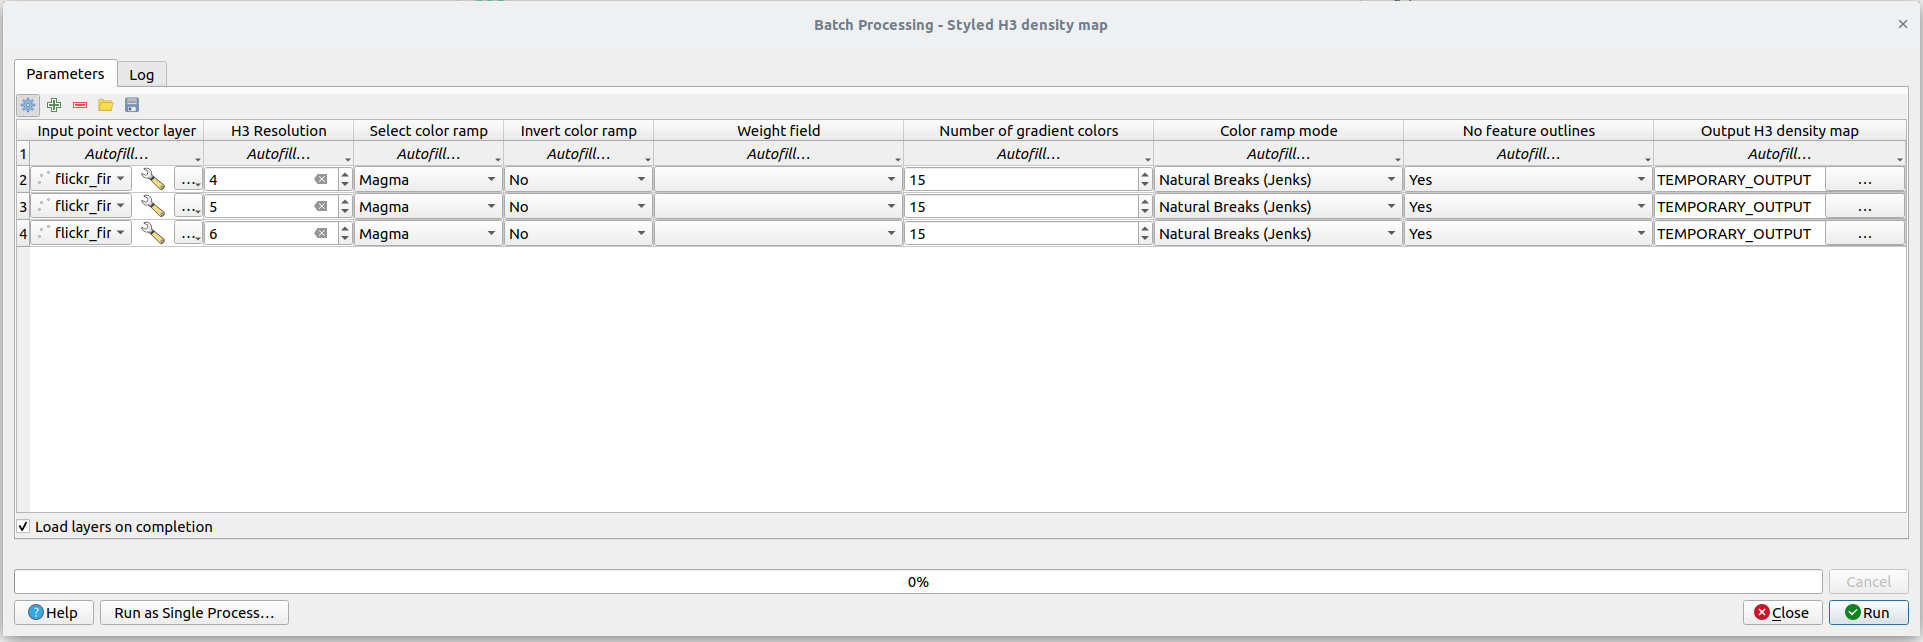 Batch Processing - Styled H3 density map
Parameters Log
Input point vector layer H3 Resolution Select color ramp Invert color ramp Weight field Number of gradient colors Color ramp mode No feature outlines Output H3 density map
1 Autofill... Autofill... Autofill... Autofill... Autofill... Autofill... Autofill... Autofill... Autofill...
2 flickr_fir ... 4 Magma No 15 Natural Breaks (Jenks) Yes TEMPORARY_OUTPUT ...
3 flickr_fir ... 5 Magma No 15 Natural Breaks (Jenks) Yes TEMPORARY_OUTPUT ...
4 flickr_fir ... 6 Magma No 15 Natural Breaks (Jenks) Yes TEMPORARY_OUTPUT ...
Load layers on completion
0% Cancel
Help Run as Single Process... Close Run